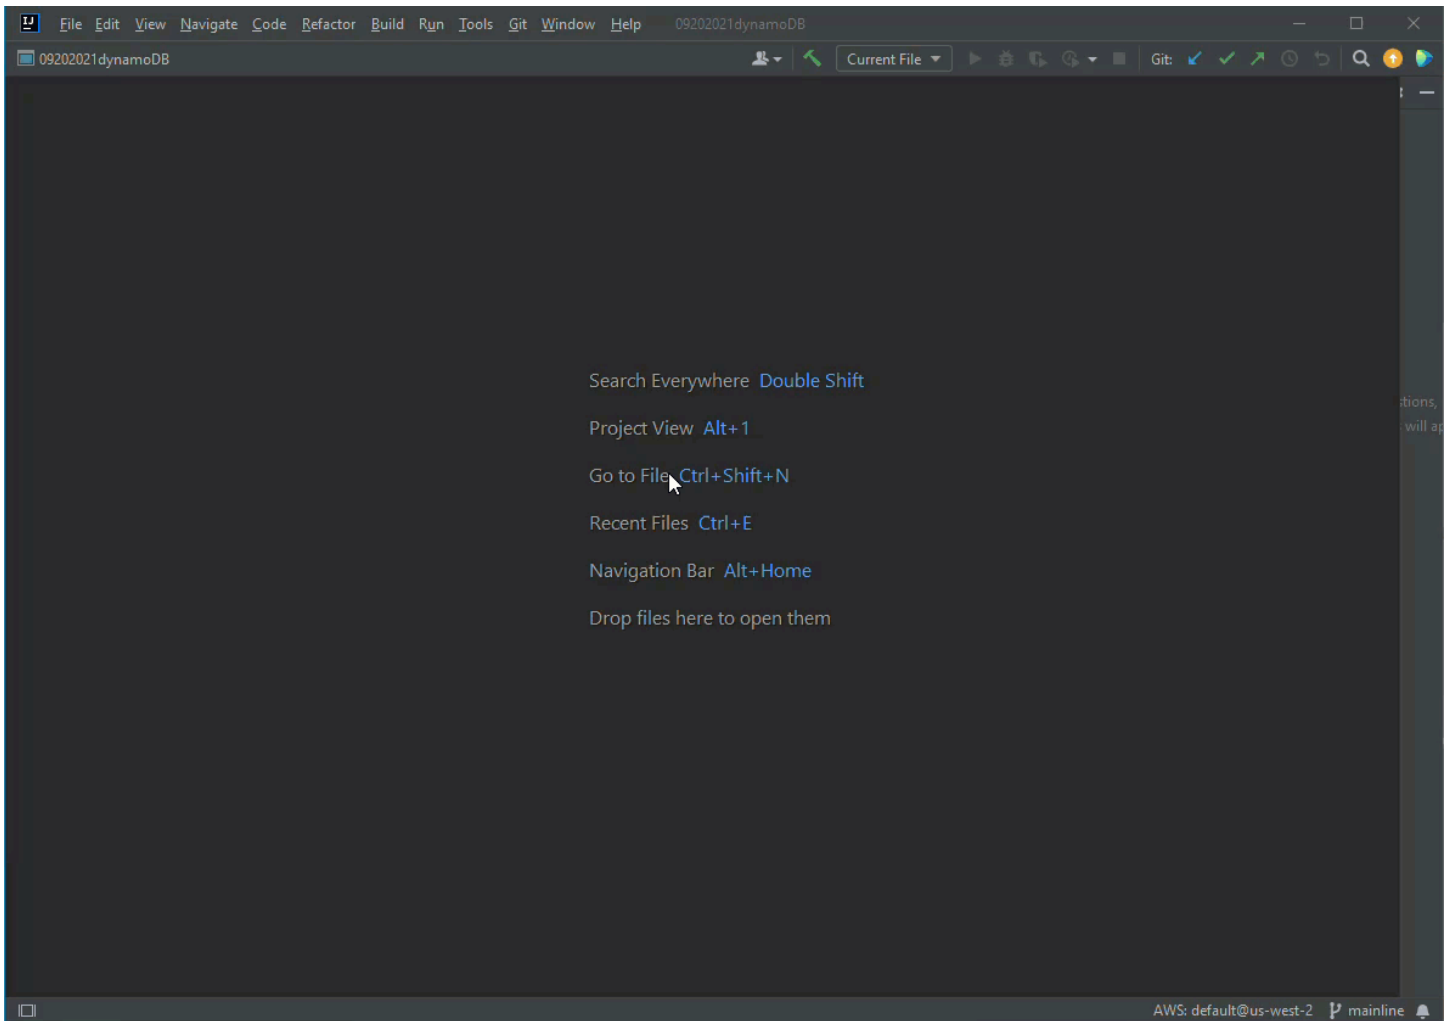 IJ File Edit View Navigate Code Refactor Build Run Tools Git Window Help 09202021dynamoDB
09202021dynamoDB Current File Git:
Search Everywhere Double Shift
tions,
Project View Alt+1
will
Go to File Ctrl+Shift+N
Recent Files Ctrl+E
Navigation Bar Alt+Home
Drop files here to open them
AWS: default@us-west-2 mainline